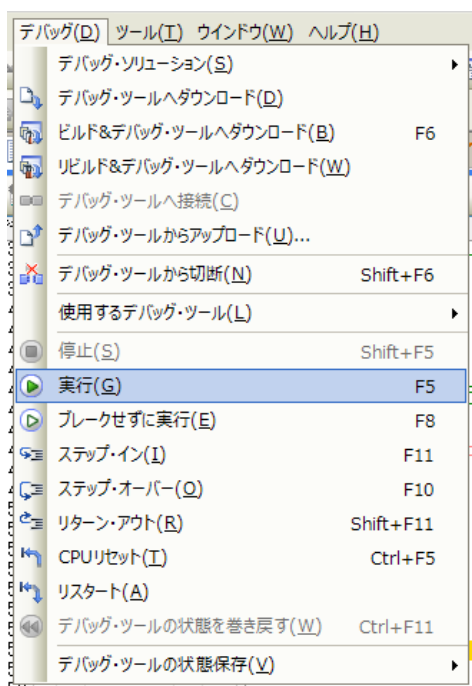 デバッグ(D) ツール(T) ウインドウ(W) ヘルプ(H)
デバッグ・ソリューション(S)
デバッグ・ツールへダウンロード(D)
ビルド&デバッグ・ツールへダウンロード(B) F6
リビルド&デバッグ・ツールへダウンロード(W)
デバッグ・ツールへ接続(C)
デバッグ・ツールからアップロード(U)...
デバッグ・ツールから切断(N) Shift+F6
使用するデバッグ・ツール(L)
停止(S) Shift+F5
実行(G) F5
ブレークせずに実行(E) F8
ステップ・イン(I) F11
ステップ・オーバー(O) F10
リターン・アウト(R) Shift+F11
CPUリセット(T) Ctrl+F5
リスタート(A)
デバッグ・ツールの状態を巻き戻す(W) Ctrl+F11
デバッグ・ツールの状態保存(V)